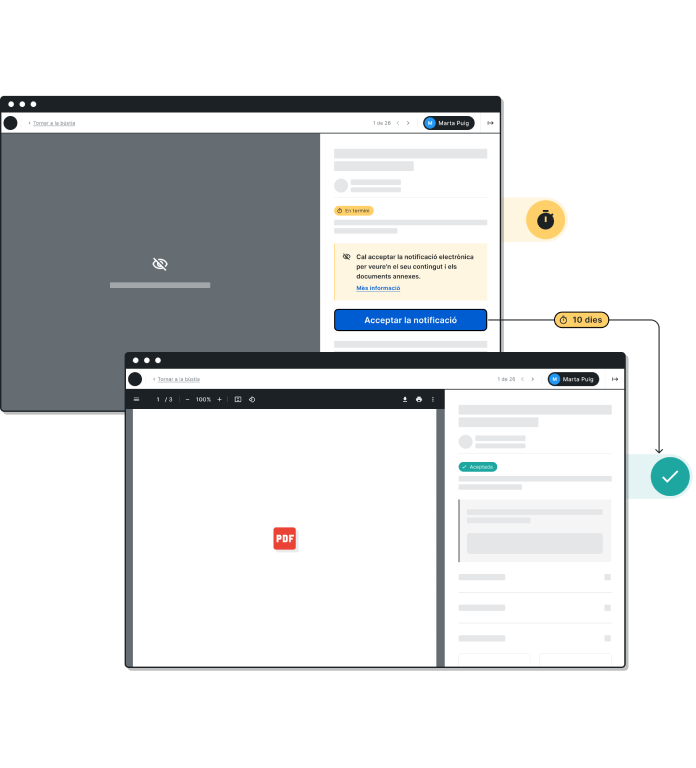 Tornar a la bústia
1 de 26
M
Marta Puig
En termini
Cal acceptar la notificació electrònica
per veure'n el seu contingut i els
documents annexes.
Més informació
Acceptar la notificació
10 dies
Tornar a la bústia
1 de 26
M
Marta Puig
1 / 3
− 100% +
Acceptada
PDF